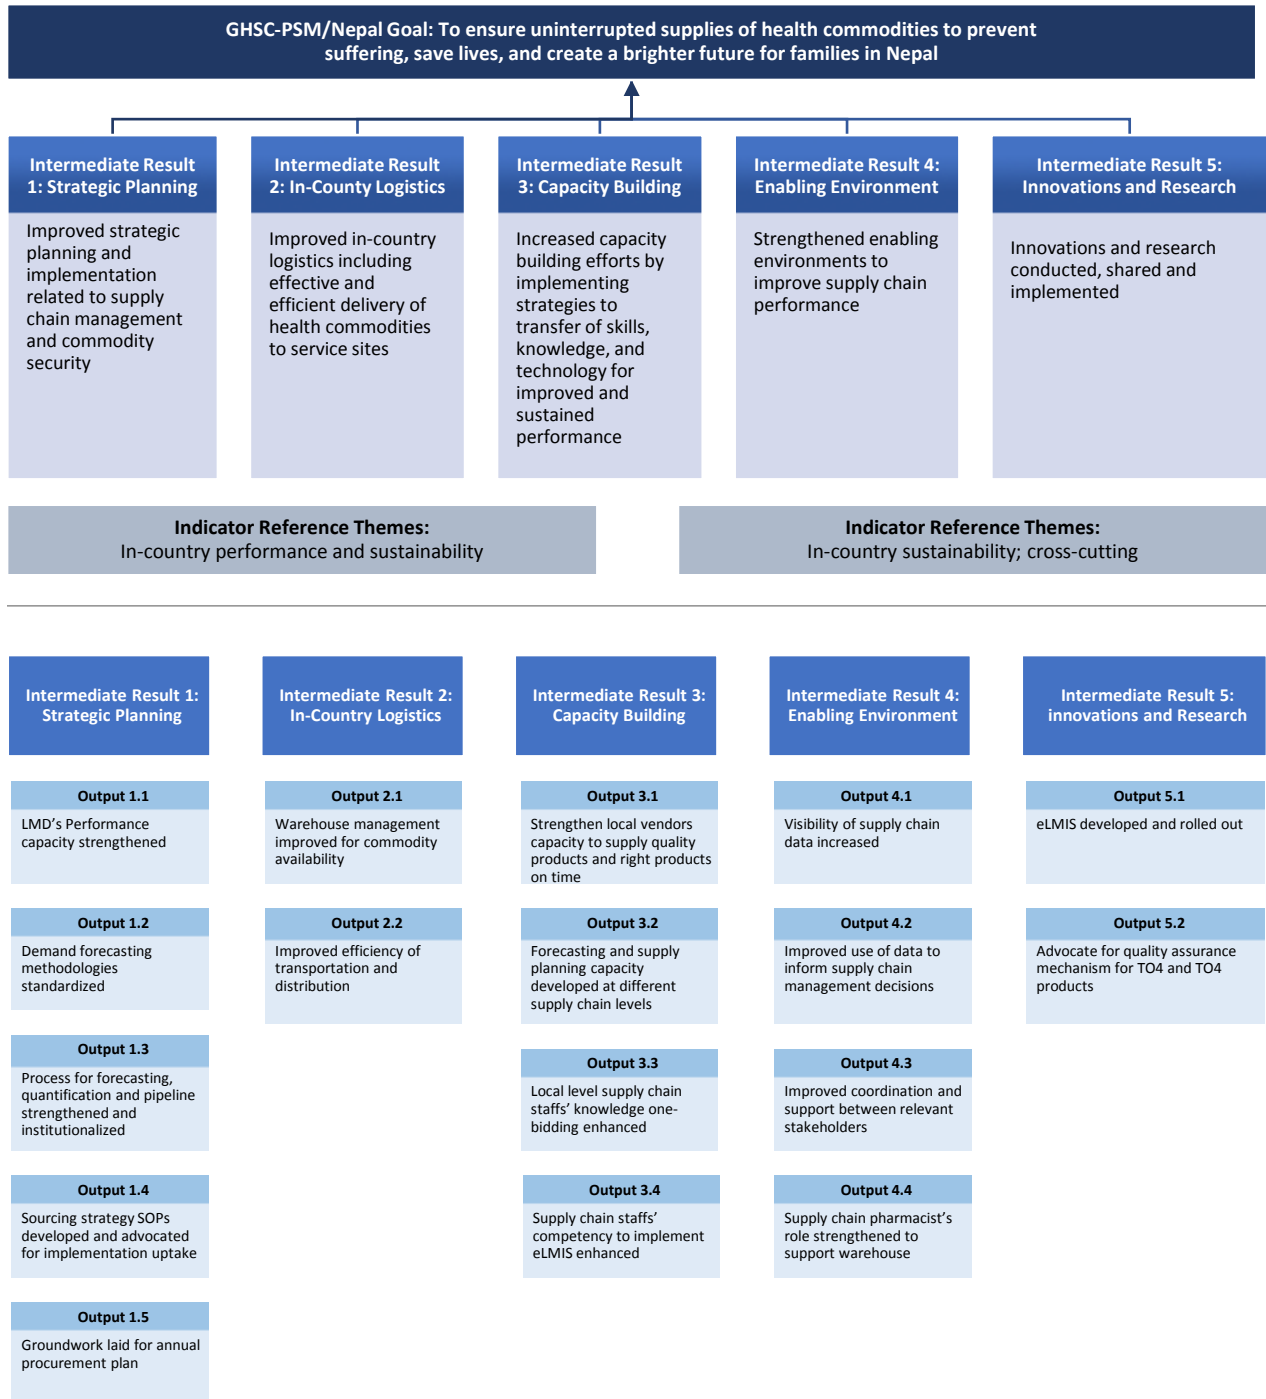 GHSC-PSM/Nepal Goal: To ensure uninterrupted supplies of health commodities to prevent
suffering, save lives, and create a brighter future for families in Nepal
Intermediate Result
1: Strategic Planning
Improved strategic
planning and
implementation
related to supply
chain management
and commodity
security
Intermediate Result
2: In-County Logistics
Improved in-country
logistics including
effective and
efficient delivery of
health commodities
to service sites
Intermediate Result
3: Capacity Building
Increased capacity
building efforts by
implementing
strategies to
transfer of skills,
knowledge, and
technology for
improved and
sustained
performance
Intermediate Result 4:
Enabling Environment
Strengthened enabling
environments to
improve supply chain
performance
Intermediate Result 5:
Innovations and Research
Innovations and research
conducted, shared and
implemented
Indicator Reference Themes:
In-country performance and sustainability
Indicator Reference Themes:
In-country sustainability; cross-cutting
Intermediate Result 1:
Strategic Planning
Output 1.1
LMD's Performance
capacity strengthened
Output 1.2
Demand forecasting
methodologies
standardized
Output 1.3
Process for forecasting,
quantification and pipeline
strengthened and
institutionalized
Output 1.4
Sourcing strategy SOPs
developed and advocated
for implementation uptake
Output 1.5
Groundwork laid for annual
procurement plan
Intermediate Result 2:
In-Country Logistics
Output 2.1
Warehouse management
improved for commodity
availability
Output 2.2
Improved efficiency of
transportation and
distribution
Intermediate Result 3:
Capacity Building
Output 3.1
Strengthen local vendors
capacity to supply quality
products and right products
on time
Output 3.2
Forecasting and supply
planning capacity
developed at different
supply chain levels
Output 3.3
Local level supply chain
staffs' knowledge one-
bidding enhanced
Output 3.4
Supply chain staffs'
competency to implement
eLMIS enhanced
Intermediate Result 4:
Enabling Environment
Output 4.1
Visibility of supply chain
data increased
Output 4.2
Improved use of data to
inform supply chain
management decisions
Output 4.3
Improved coordination and
support between relevant
stakeholders
Output 4.4
Supply chain pharmacist's
role strengthened to
support warehouse
Intermediate Result 5:
innovations and Research
Output 5.1
eLMIS developed and rolled out
Output 5.2
Advocate for quality assurance
mechanism for TO4 and TO4
products